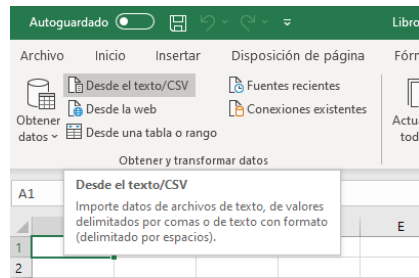 Autoguardado
Libro
Archivo Inicio Insertar Disposición de página Fórm
Obtener datos
Desde el texto/CSV
Desde la web
Desde una tabla o rango
Fuentes recientes
Conexiones existentes
Actua
tod
Obtener y transformar datos
A1
Desde el texto/CSV
Importe datos de archivos de texto, de valores
delimitados por comas o de texto con formato
(delimitado por espacios).
E
1
2